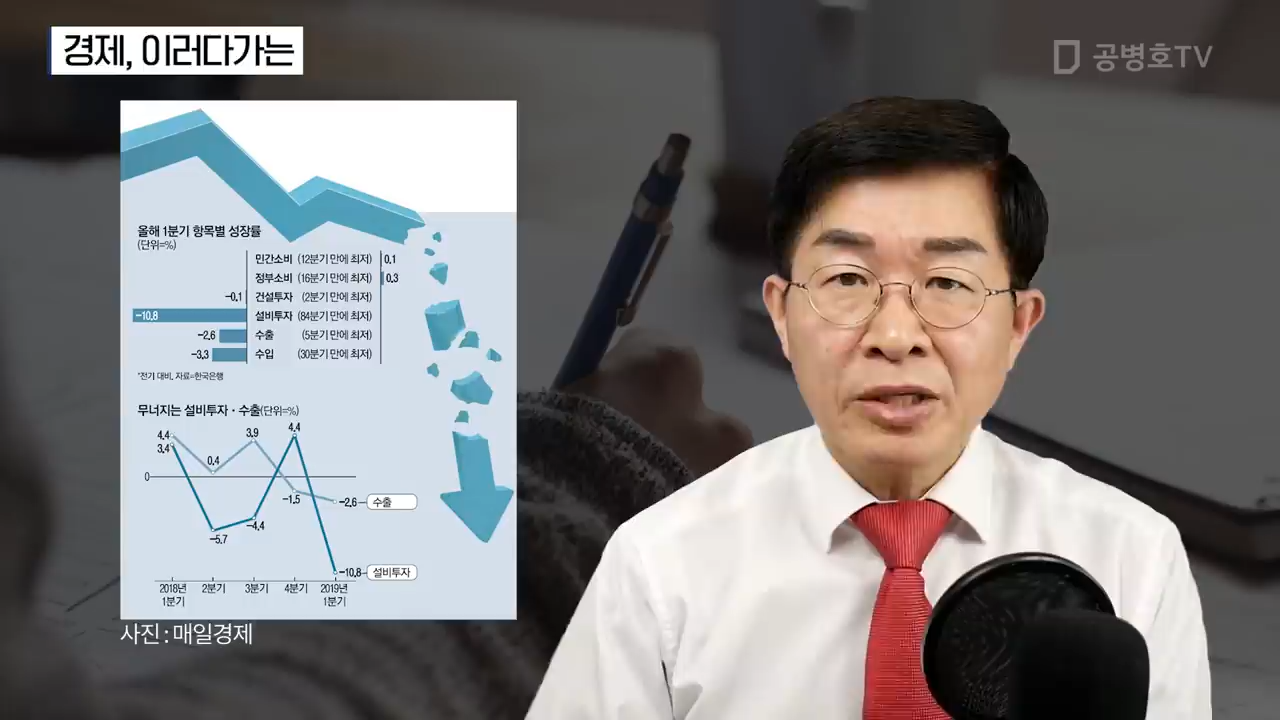 경제, 이러다가는
공병호TV
올해 1분기 항목별 성장률
(단위=%)
민간소비 (12분기 만에 최저) 0.1
정부소비 (16분기 만에 최저) 0.3
-0.1 건설투자 (2분기 만에 최저)
-10.8 설비투자 (84분기 만에 최저)
-2.6 수출 (5분기 만에 최저)
-3.3 수입 (30분기 만에 최저)
*전기 대비, 자료=한국은행
무너지는 설비투자·수출(단위=%)
4.4
3.4
0.4
3.9
4.4
0
-1.5
-2.6 수출
-5.7
-4.4
-10.8 설비투자
2018년 1분기
2분기
3분기
4분기
2019년 1분기
사진 : 매일경제